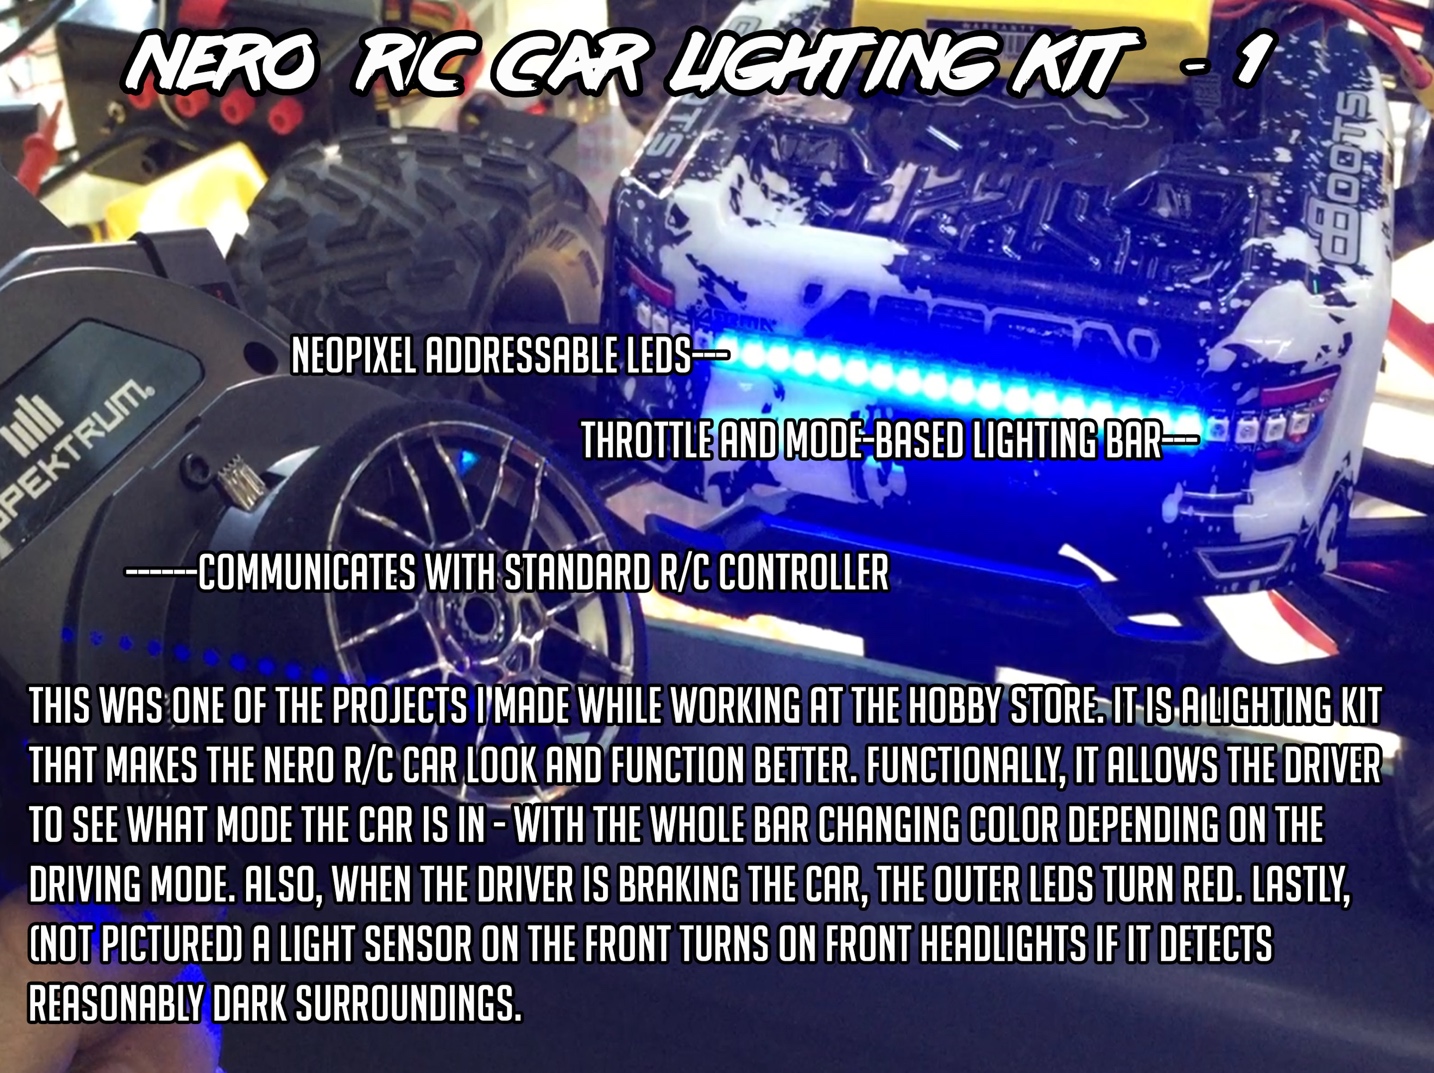 NERO R/C CAR LIGHTING KIT - 1
WARRANTY
BOOTS
NEOPIXEL ADDRESSABLE LEDS---
THROTTLE AND MODE-BASED LIGHTING BAR---
SPEKTRUM®
------COMMUNICATES WITH STANDARD R/C CONTROLLER
THIS WAS ONE OF THE PROJECTS I MADE WHILE WORKING AT THE HOBBY STORE. IT IS A LIGHTING KIT
THAT MAKES THE NERO R/C CAR LOOK AND FUNCTION BETTER. FUNCTIONALLY, IT ALLOWS THE DRIVER
TO SEE WHAT MODE THE CAR IS IN - WITH THE WHOLE BAR CHANGING COLOR DEPENDING ON THE
DRIVING MODE. ALSO, WHEN THE DRIVER IS BRAKING THE CAR, THE OUTER LEDS TURN RED. LASTLY,
(NOT PICTURED) A LIGHT SENSOR ON THE FRONT TURNS ON FRONT HEADLIGHTS IF IT DETECTS
REASONABLY DARK SURROUNDINGS.